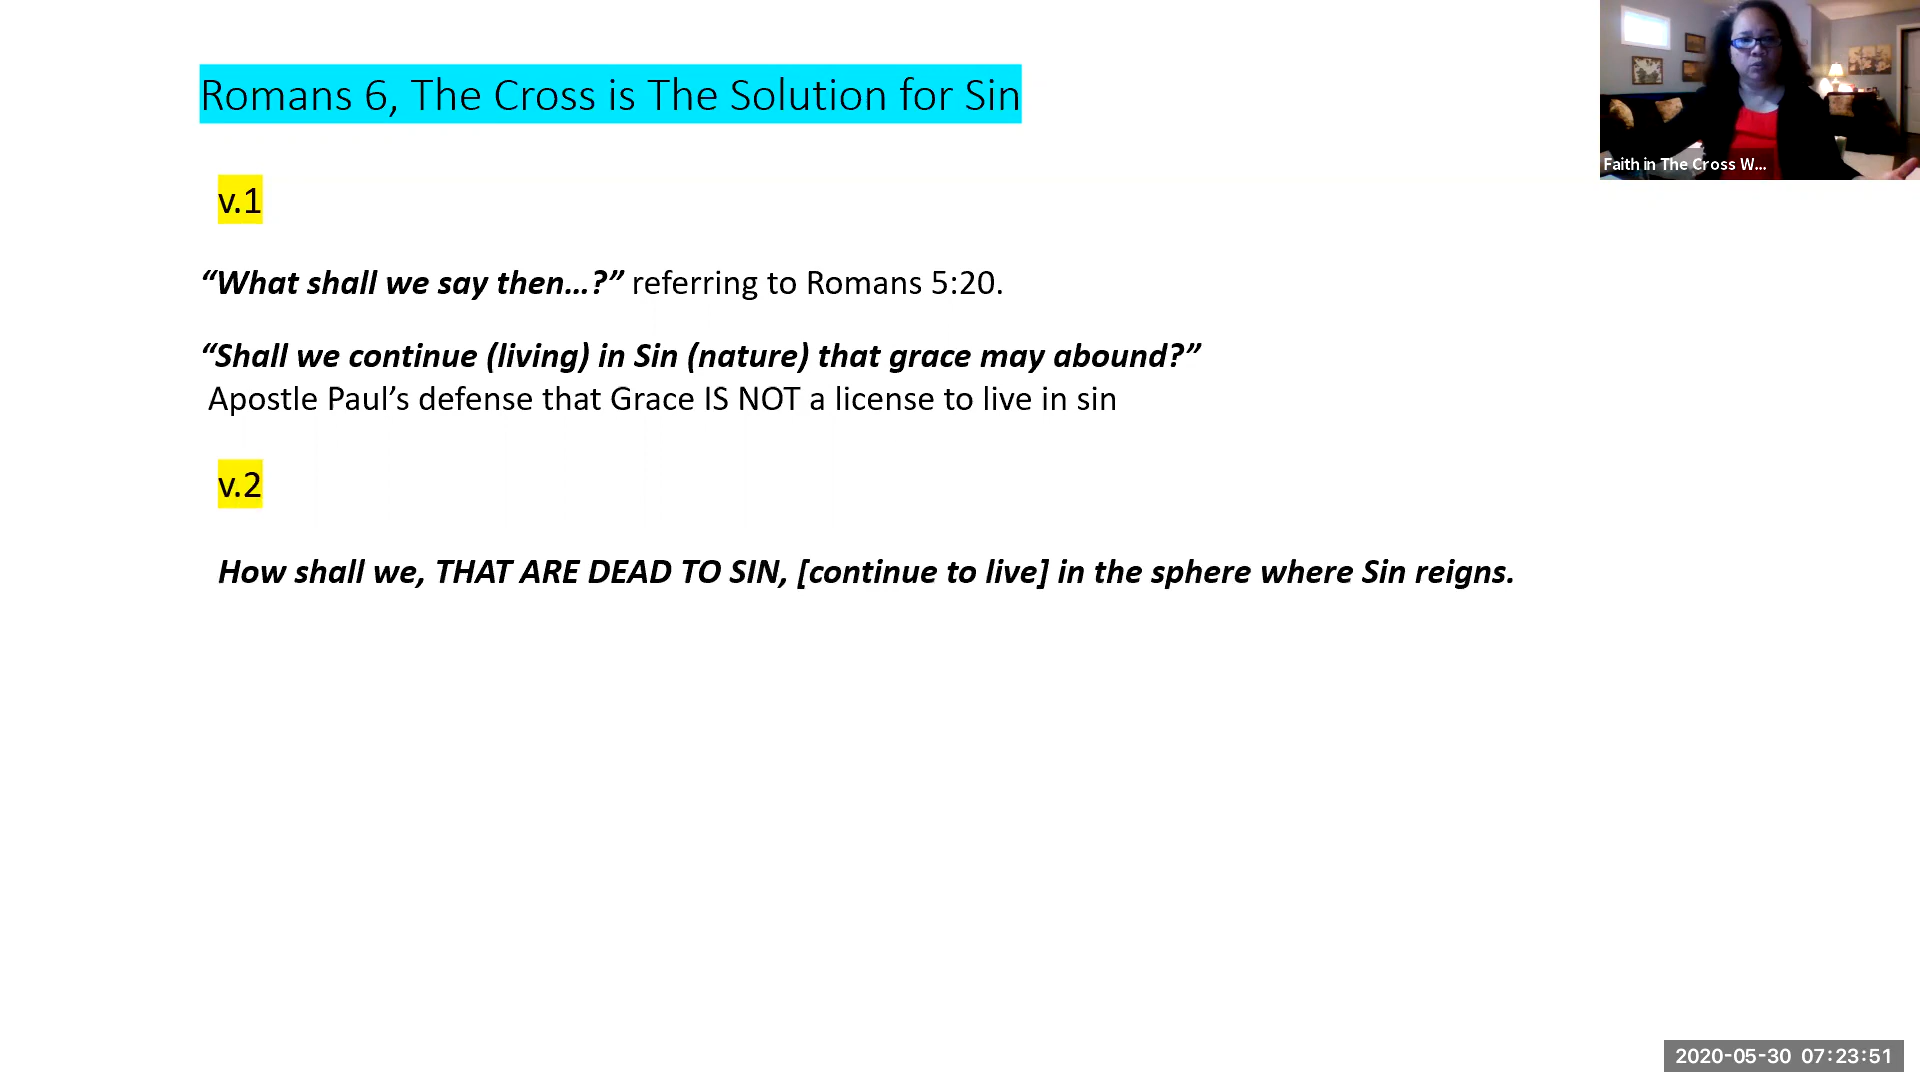 Romans 6, The Cross is The Solution for Sin
Faith in The Cross W...
v.1
“What shall we say then...?” referring to Romans 5:20.
“Shall we continue (living) in Sin (nature) that grace may abound?”
Apostle Paul’s defense that Grace IS NOT a license to live in sin
v.2
How shall we, THAT ARE DEAD TO SIN, [continue to live] in the sphere where Sin reigns.
2020-05-30 07:23:51